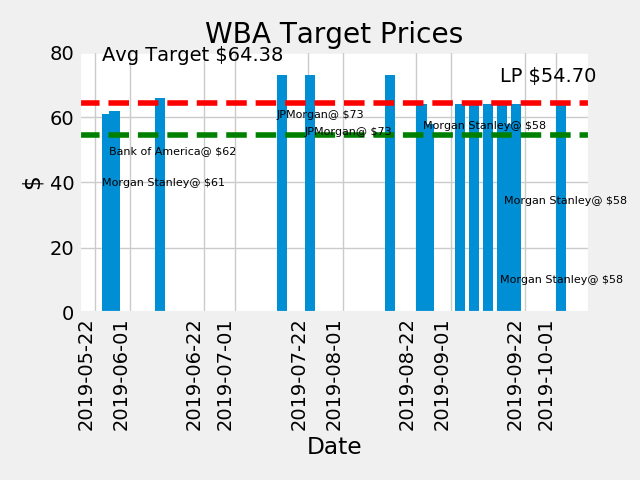 WBA Target Prices
Avg Target $64.38
LP $54.70
JPMorgan@ $73
JPMorgan@ $73
Morgan Stanley@ $58
Bank of America@ $62
Morgan Stanley@ $61
Morgan Stanley@ $58
Morgan Stanley@ $58
80
60
40
20
0
$
2019-05-22
2019-06-01
2019-06-22
2019-07-01
2019-07-22
2019-08-01
2019-08-22
2019-09-01
2019-09-22
2019-10-01
Date